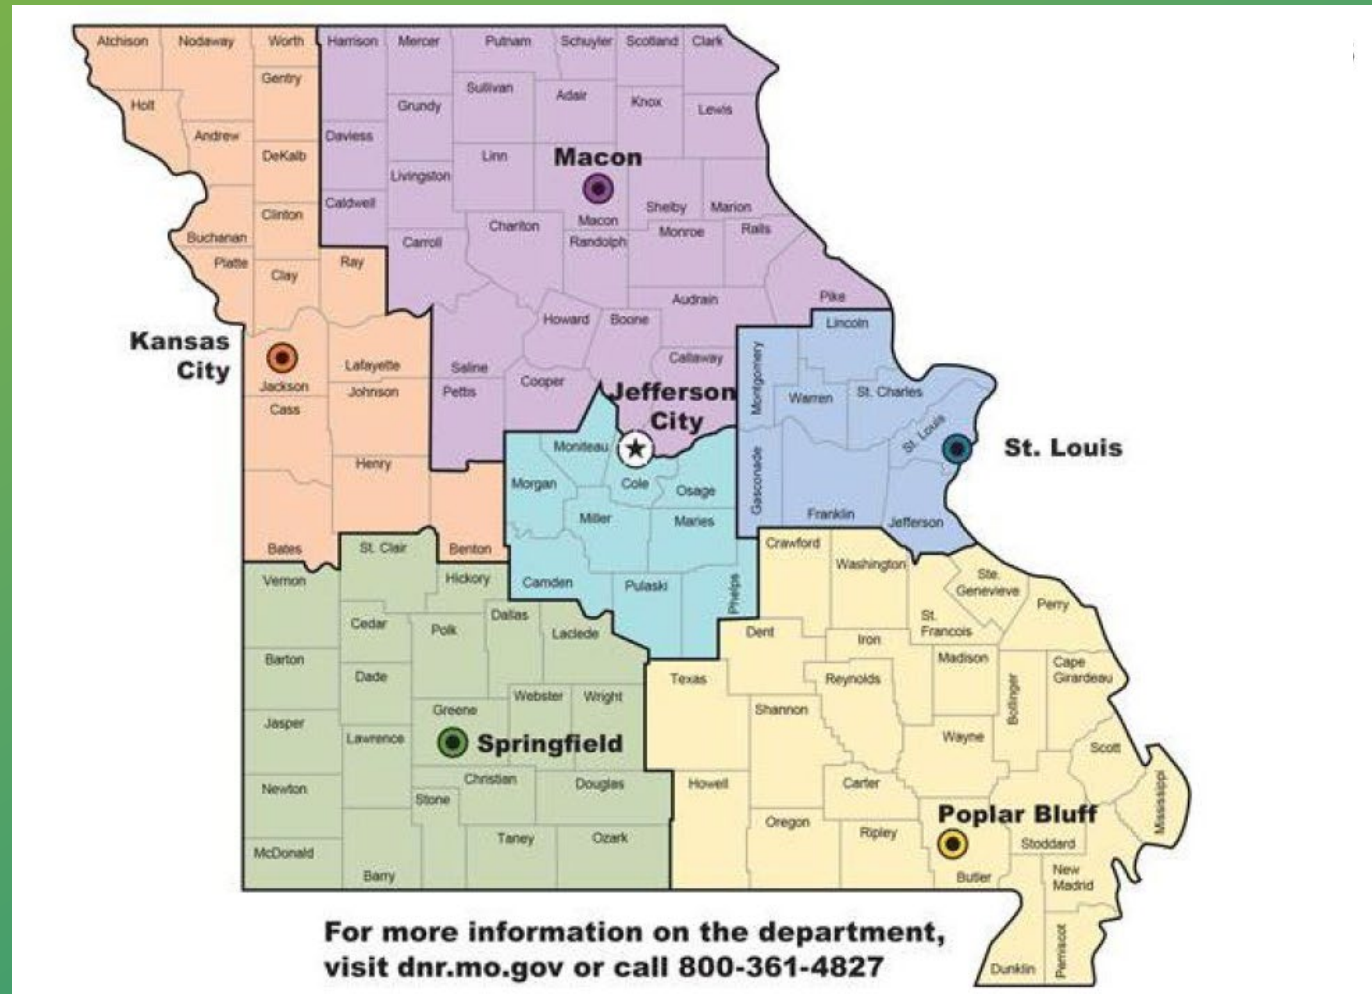 Atchison Nodaway Worth Harrison Mercer Putnam Schuyler Scotland Clark
Gentry
Sullivan
Adair
Holt
Grundy
Knox
Lewis
Andrew
Daviess
DeKalb
Linn
Macon
Livingston
Caldwell
Clinton
Shelby
Marion
Macon
Chariton
Buchanan
Carroll
Randolph
Monroe
Ralls
Platte
Clay
Ray
Audrain
Pike
Howard
Boone
Lincoln
Kansas
City
Jackson
Lafayette
Saline
Callaway
Montgomery
Cass
Johnson
Pettis
Cooper
Jefferson
City
Warren
St. Charles
St. Louis
St. Louis
Moniteau
Henry
Morgan
Cole
Osage
Gasconade
Miller
Maries
Franklin
Jefferson
Bates
St. Clair
Benton
Crawford
Washington
Vernon
Hickory
Camden
Pulaski
Phelps
Ste.
Genevieve
Perry
Cedar
Polk
Dallas
Laclede
Dent
Iron
St.
Francois
Barton
Dade
Texas
Reynolds
Madison
Bollinger
Cape
Girardeau
Webster
Wright
Greene
Shannon
Jasper
Lawrence
Springfield
Wayne
Scott
Newton
Christian
Stone
Douglas
Howell
Carter
Mississippi
Poplar Bluff
Oregon
Ripley
Taney
Ozark
Stoddard
McDonald
Barry
Butler
New
Madrid
Dunklin
Pemiscot
For more information on the department,
visit dnr.mo.gov or call 800-361-4827